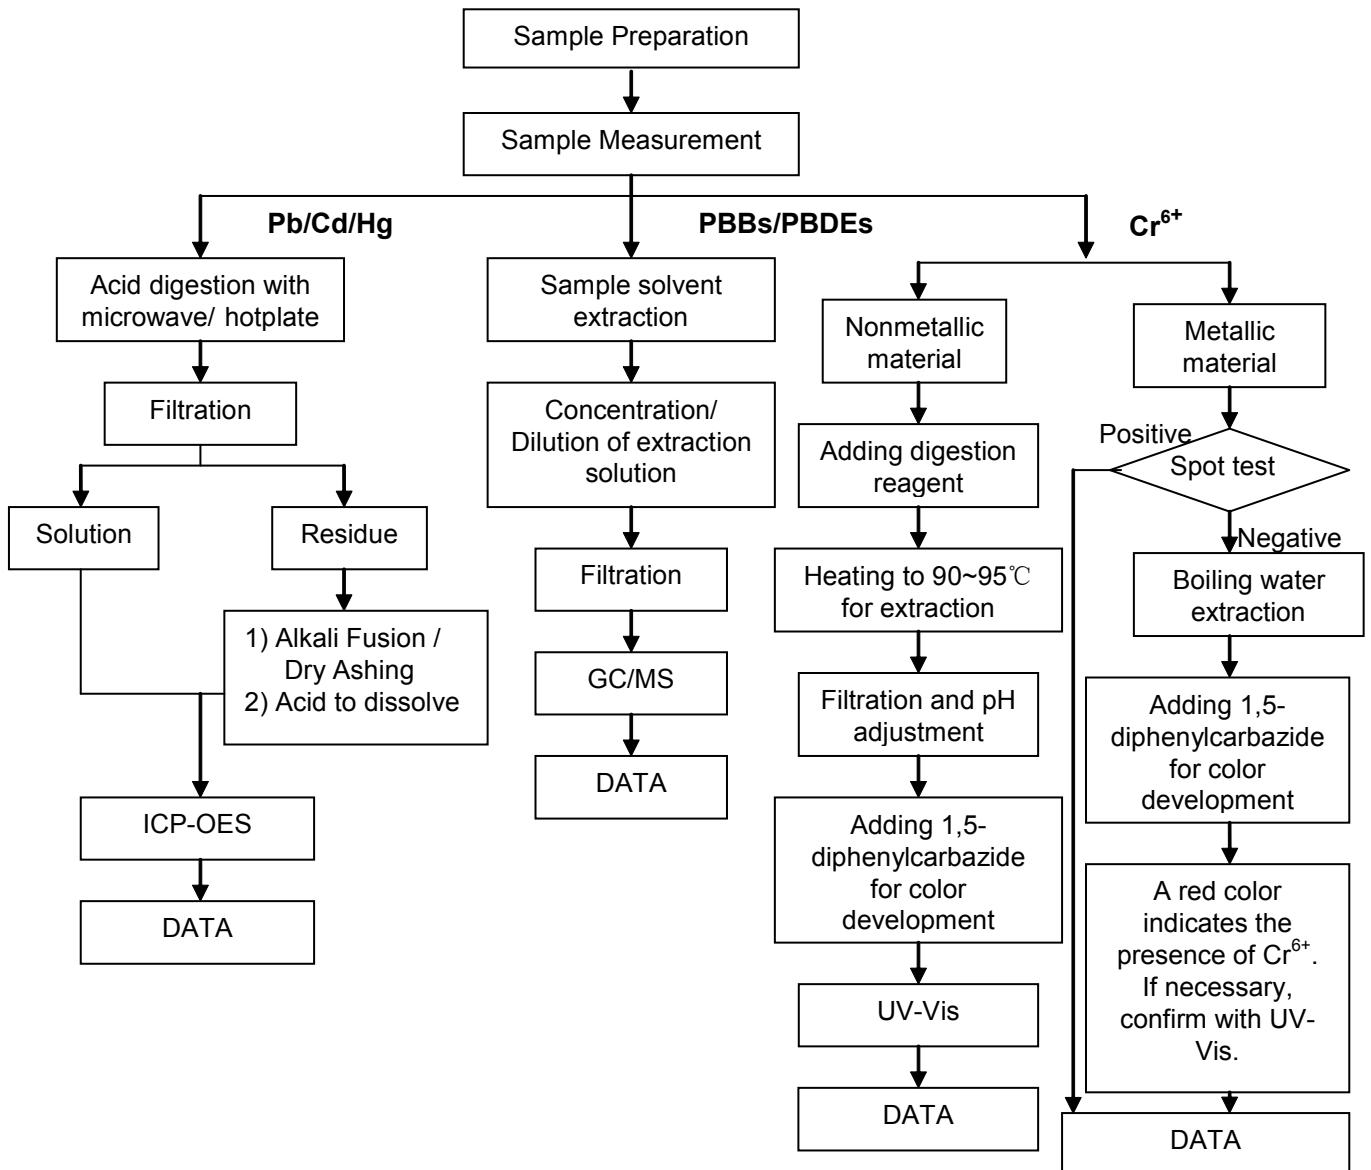 Sample Preparation
Sample Measurement
Pb/Cd/Hg
PBBs/PBDEs
Cr⁶⁺
Acid digestion with
microwave/ hotplate
Filtration
Solution
Residue
1) Alkali Fusion /
Dry Ashing
2) Acid to dissolve
ICP-OES
DATA
Sample solvent
extraction
Concentration/
Dilution of extraction
solution
Filtration
GC/MS
DATA
Nonmetallic
material
Adding digestion
reagent
Heating to 90~95℃
for extraction
Filtration and pH
adjustment
Adding 1,5-
diphenylcarbazide
for color
development
UV-Vis
DATA
Metallic
material
Positive
Spot test
Negative
Boiling water
extraction
Adding 1,5-
diphenylcarbazide
for color
development
A red color
indicates the
presence of Cr⁶⁺.
If necessary,
confirm with UV-
Vis.
DATA